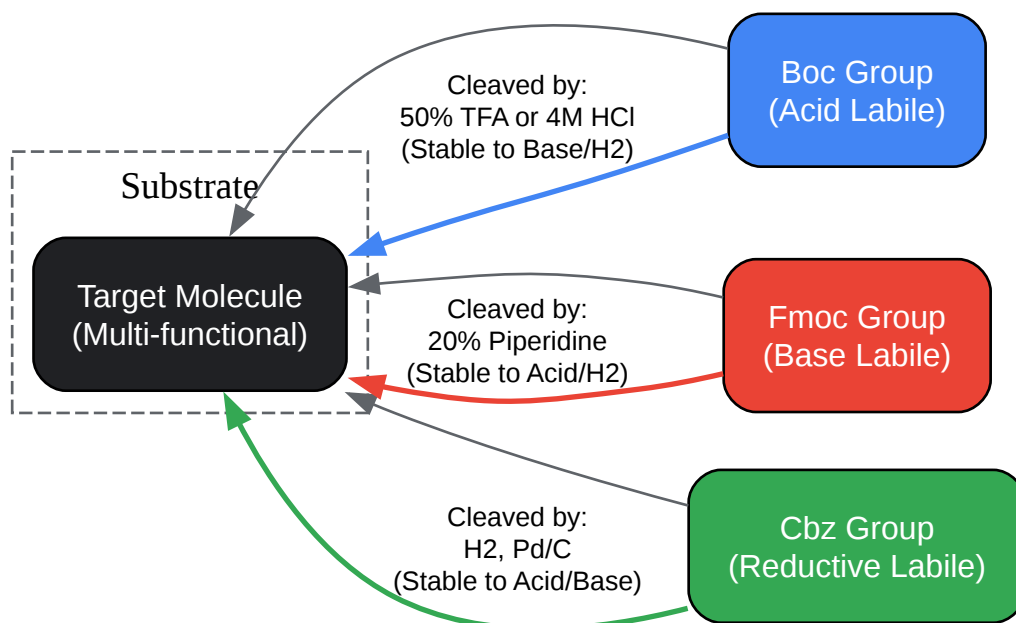 Boc Group
(Acid Labile)
Cleaved by:
50% TFA or 4M HCl
(Stable to Base/H2)
Substrate
Target Molecule
(Multi-functional)
Fmoc Group
(Base Labile)
Cleaved by:
20% Piperidine
(Stable to Acid/H2)
Cbz Group
(Reductive Labile)
Cleaved by:
H2, Pd/C
(Stable to Acid/Base)